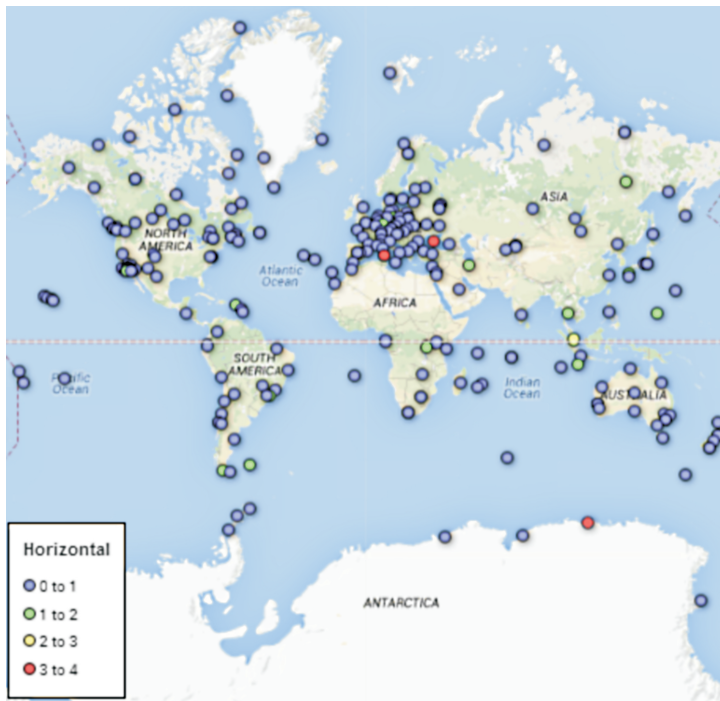 ASIA
NORTH
AMERICA
Atlantic
Ocean
AFRICA
SOUTH
AMERICA
Pacific
Ocean
Indian
Ocean
AUSTRALIA
Horizontal
0 to 1
1 to 2
2 to 3
3 to 4
ANTARCTICA